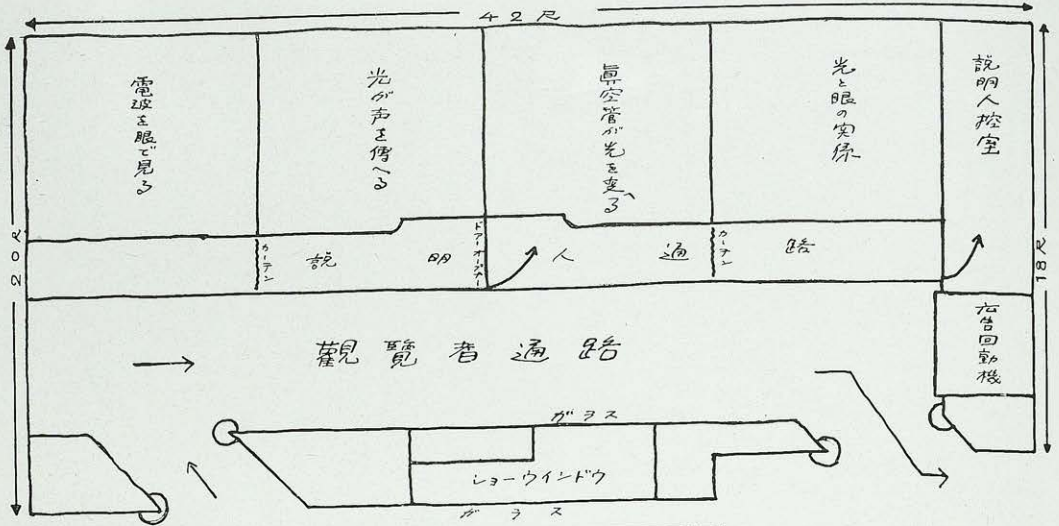 42尺
20尺
18尺
電波を眼で見る
光が声を傳へる
眞空管が光を変へる
光と眼の実係
説明人控室
カーテン
説明人通路
ドアーオープナー
カーテン
觀覽者通路
広告回動機
ガラス
ショーウインドウ
ガラス